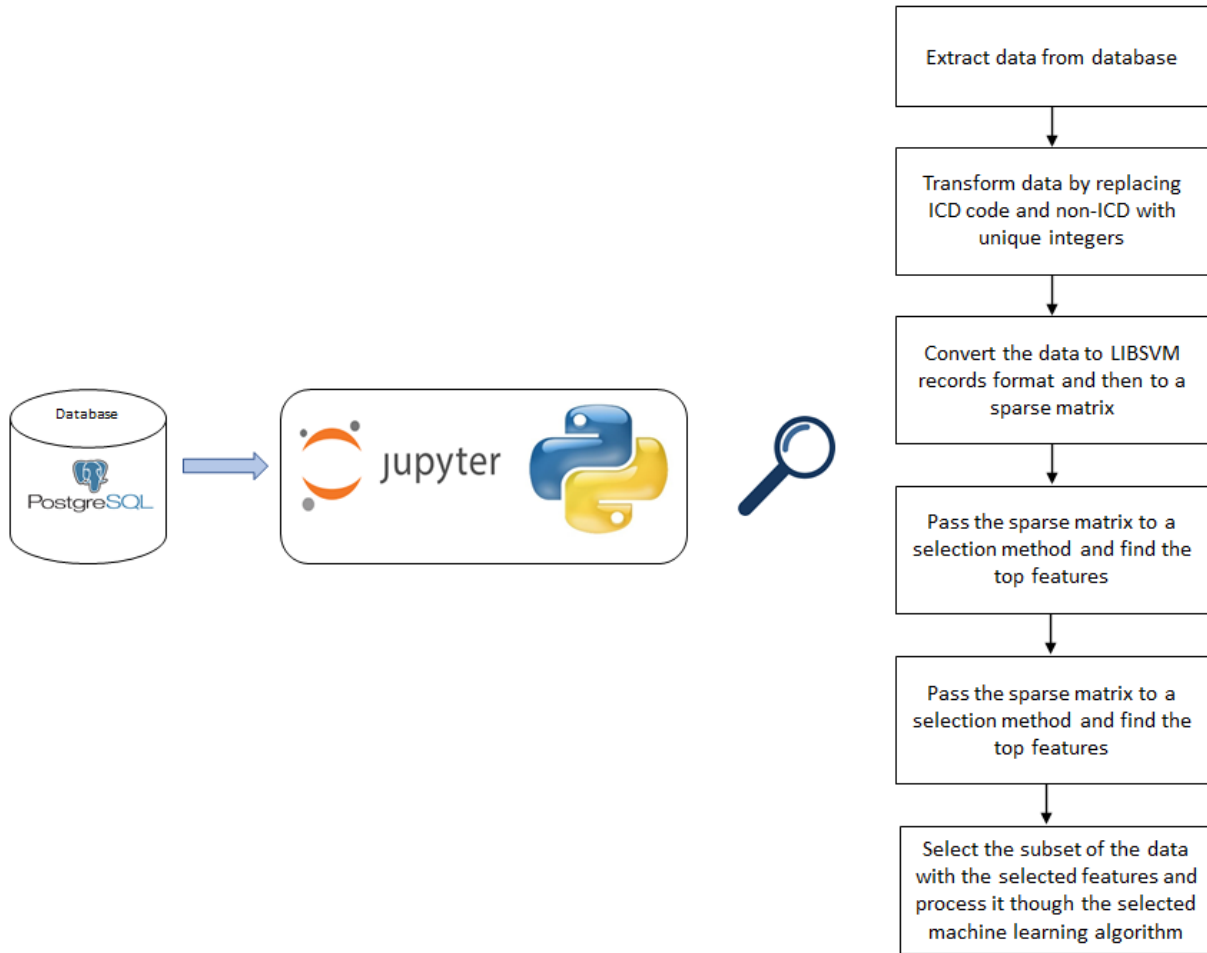 Database
PostgreSQL
jupyter
Extract data from database
Transform data by replacing
ICD code and non-ICD with
unique integers
Convert the data to LIBSVM
records format and then to a
sparse matrix
Pass the sparse matrix to a
selection method and find the
top features
Pass the sparse matrix to a
selection method and find the
top features
Select the subset of the data
with the selected features and
process it though the selected
machine learning algorithm